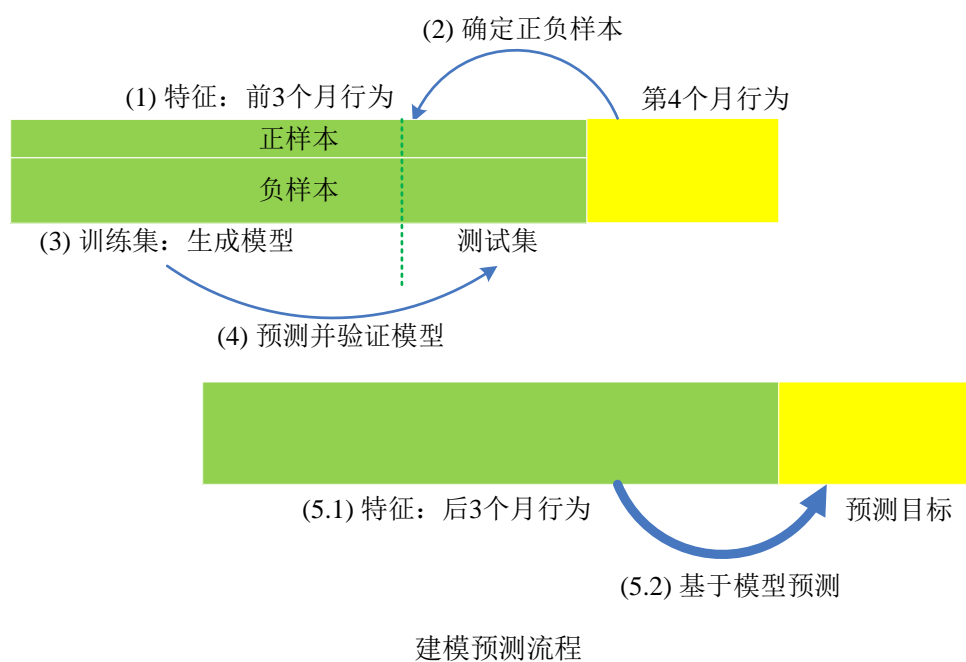 (2) 确定正负样本
(1) 特征：前3个月行为
第4个月行为
正样本
负样本
(3) 训练集：生成模型
测试集
(4) 预测并验证模型
(5.1) 特征：后3个月行为
预测目标
(5.2) 基于模型预测
建模预测流程